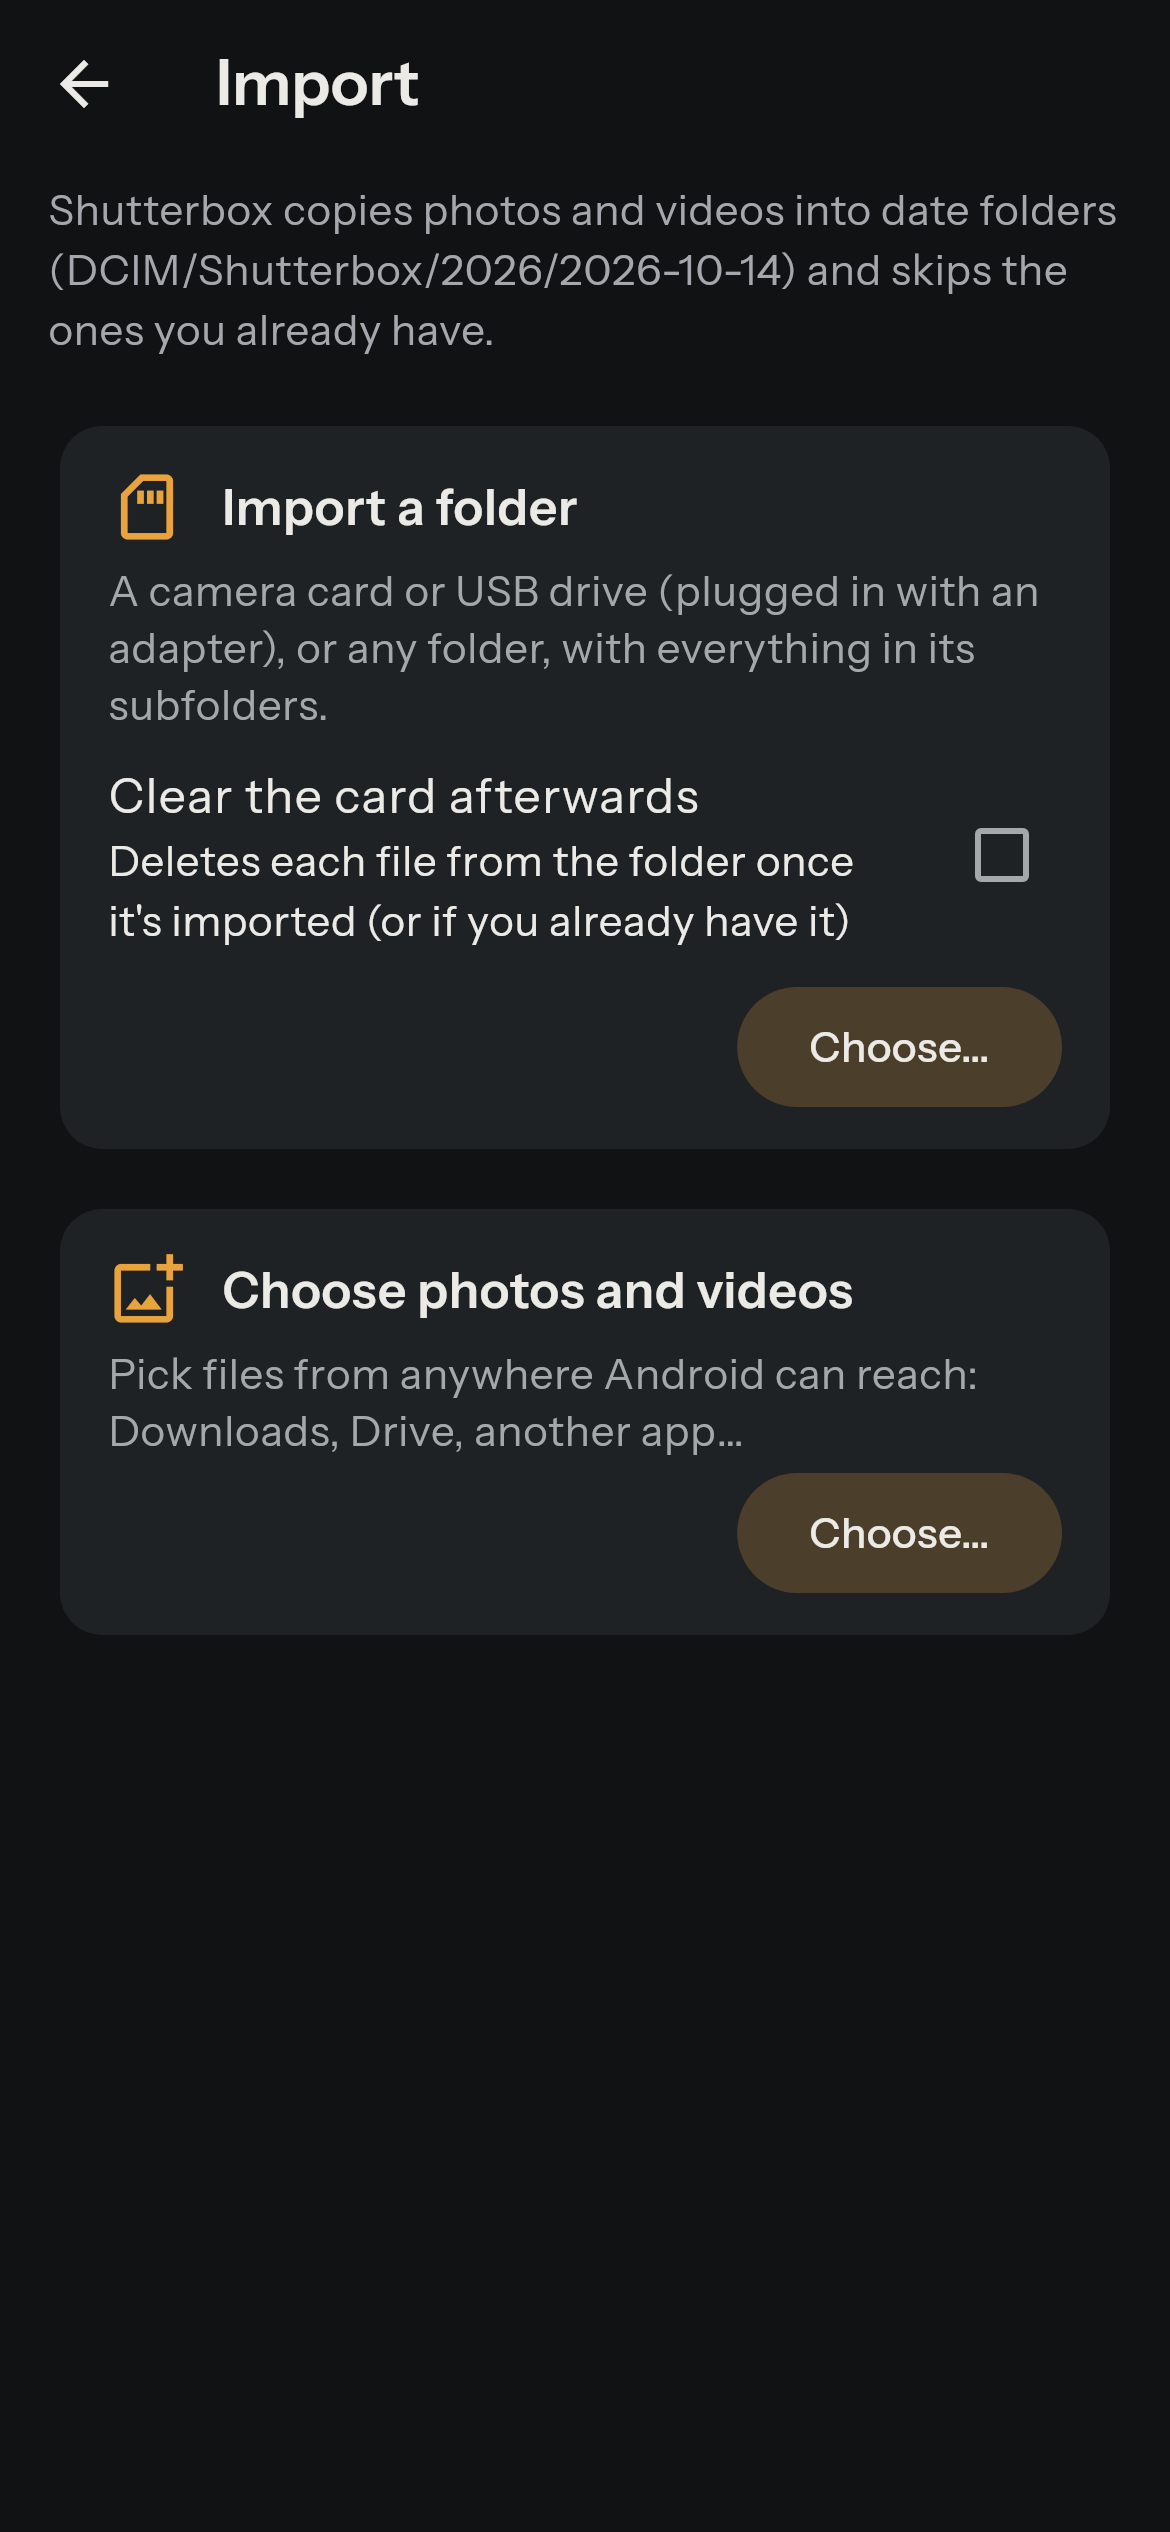 Import
Shutterbox copies photos and videos into date folders
(DCIM/Shutterbox/2026/2026-10-14) and skips the
ones you already have.
Import a folder
A camera card or USB drive (plugged in with an
adapter), or any folder, with everything in its
subfolders.
Clear the card afterwards
Deletes each file from the folder once
it's imported (or if you already have it)
Choose…
Choose photos and videos
Pick files from anywhere Android can reach:
Downloads, Drive, another app…
Choose…